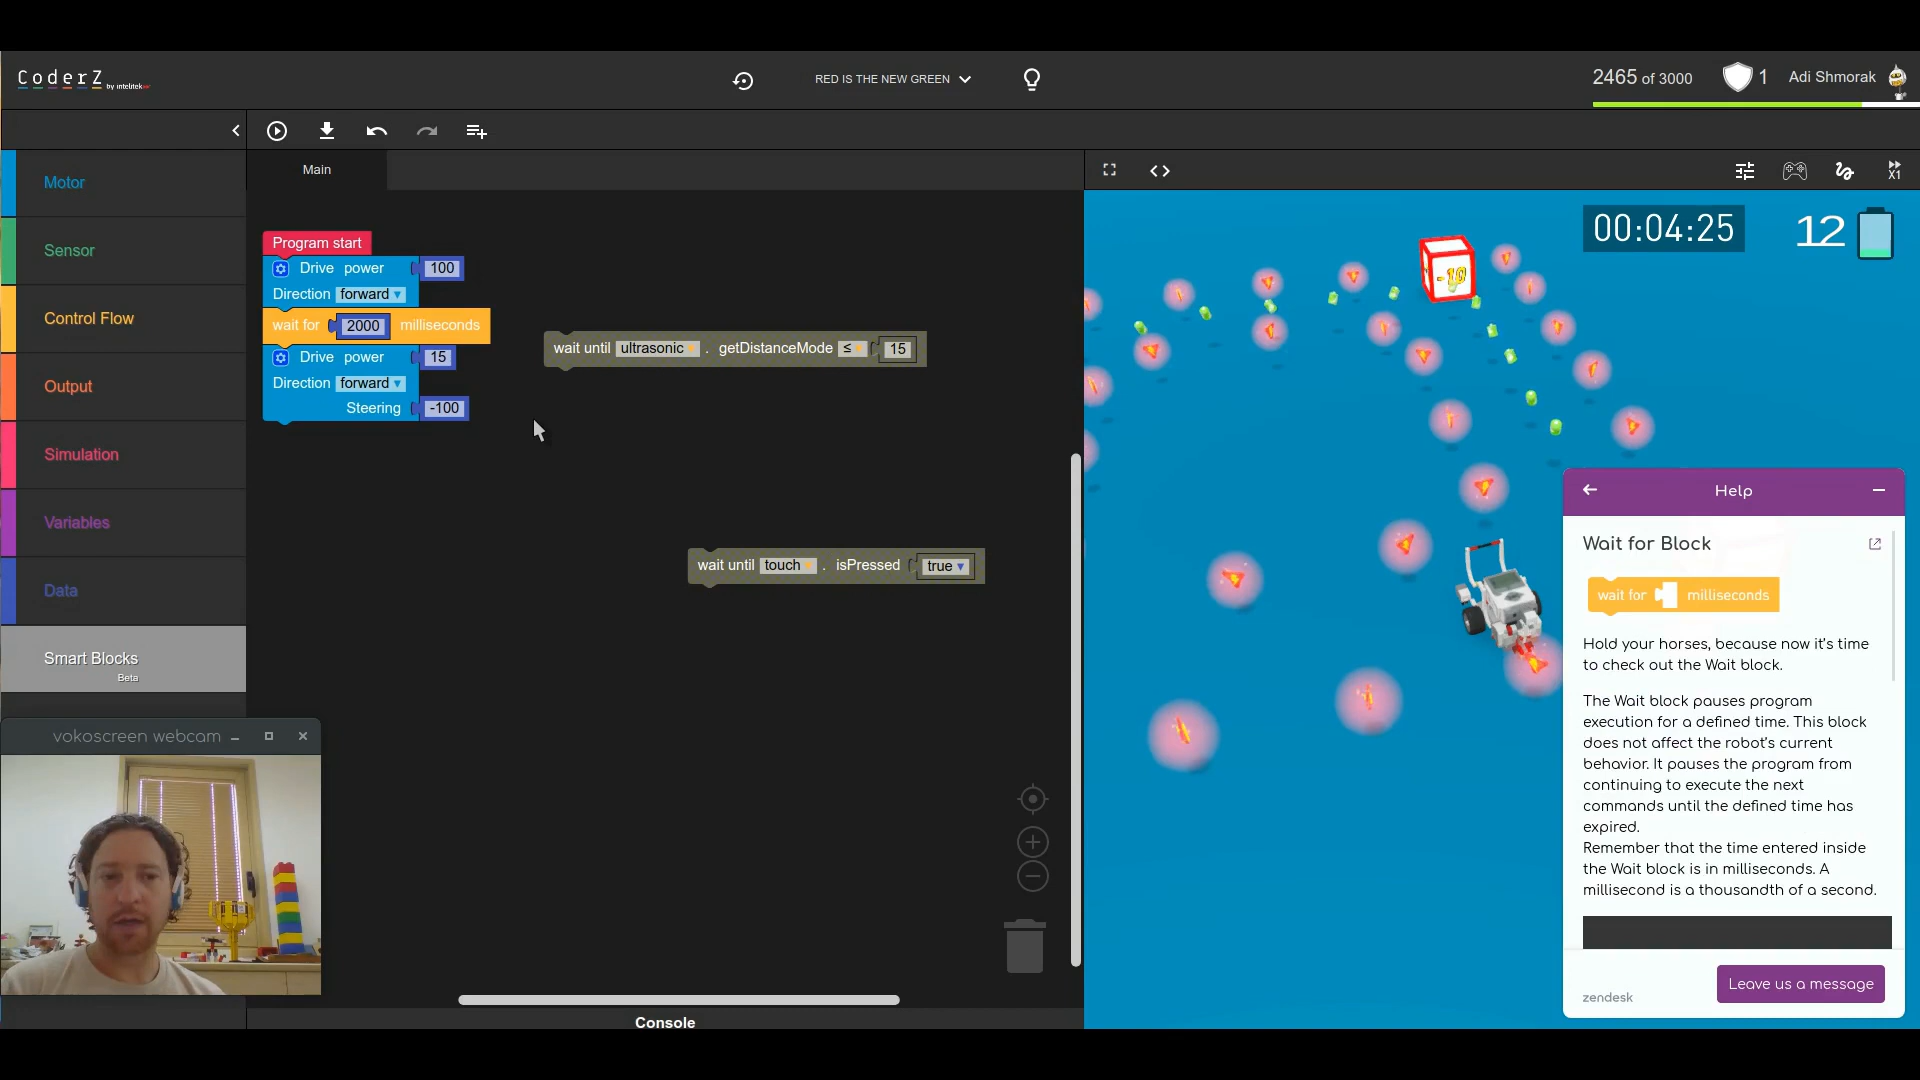 CoderZ
by intelitek
RED IS THE NEW GREEN
2465 of 3000
1
Adi Shmorak
Main
X1
Motor
Sensor
Control Flow
Output
Simulation
Variables
Data
Smart Blocks
Beta
Program start
Drive power 100
Direction forward
wait for 2000 milliseconds
Drive power 15
Direction forward
Steering -100
wait until ultrasonic . getDistanceMode ≤ 15
wait until touch . isPressed true
Console
00:04:25
12
-10
Help
Wait for Block
wait for milliseconds
Hold your horses, because now it's time
to check out the Wait block.
The Wait block pauses program
execution for a defined time. This block
does not affect the robot's current
behavior. It pauses the program from
continuing to execute the next
commands until the defined time has
expired.
Remember that the time entered inside
the Wait block is in milliseconds. A
millisecond is a thousandth of a second.
zendesk
Leave us a message
vokoscreen webcam